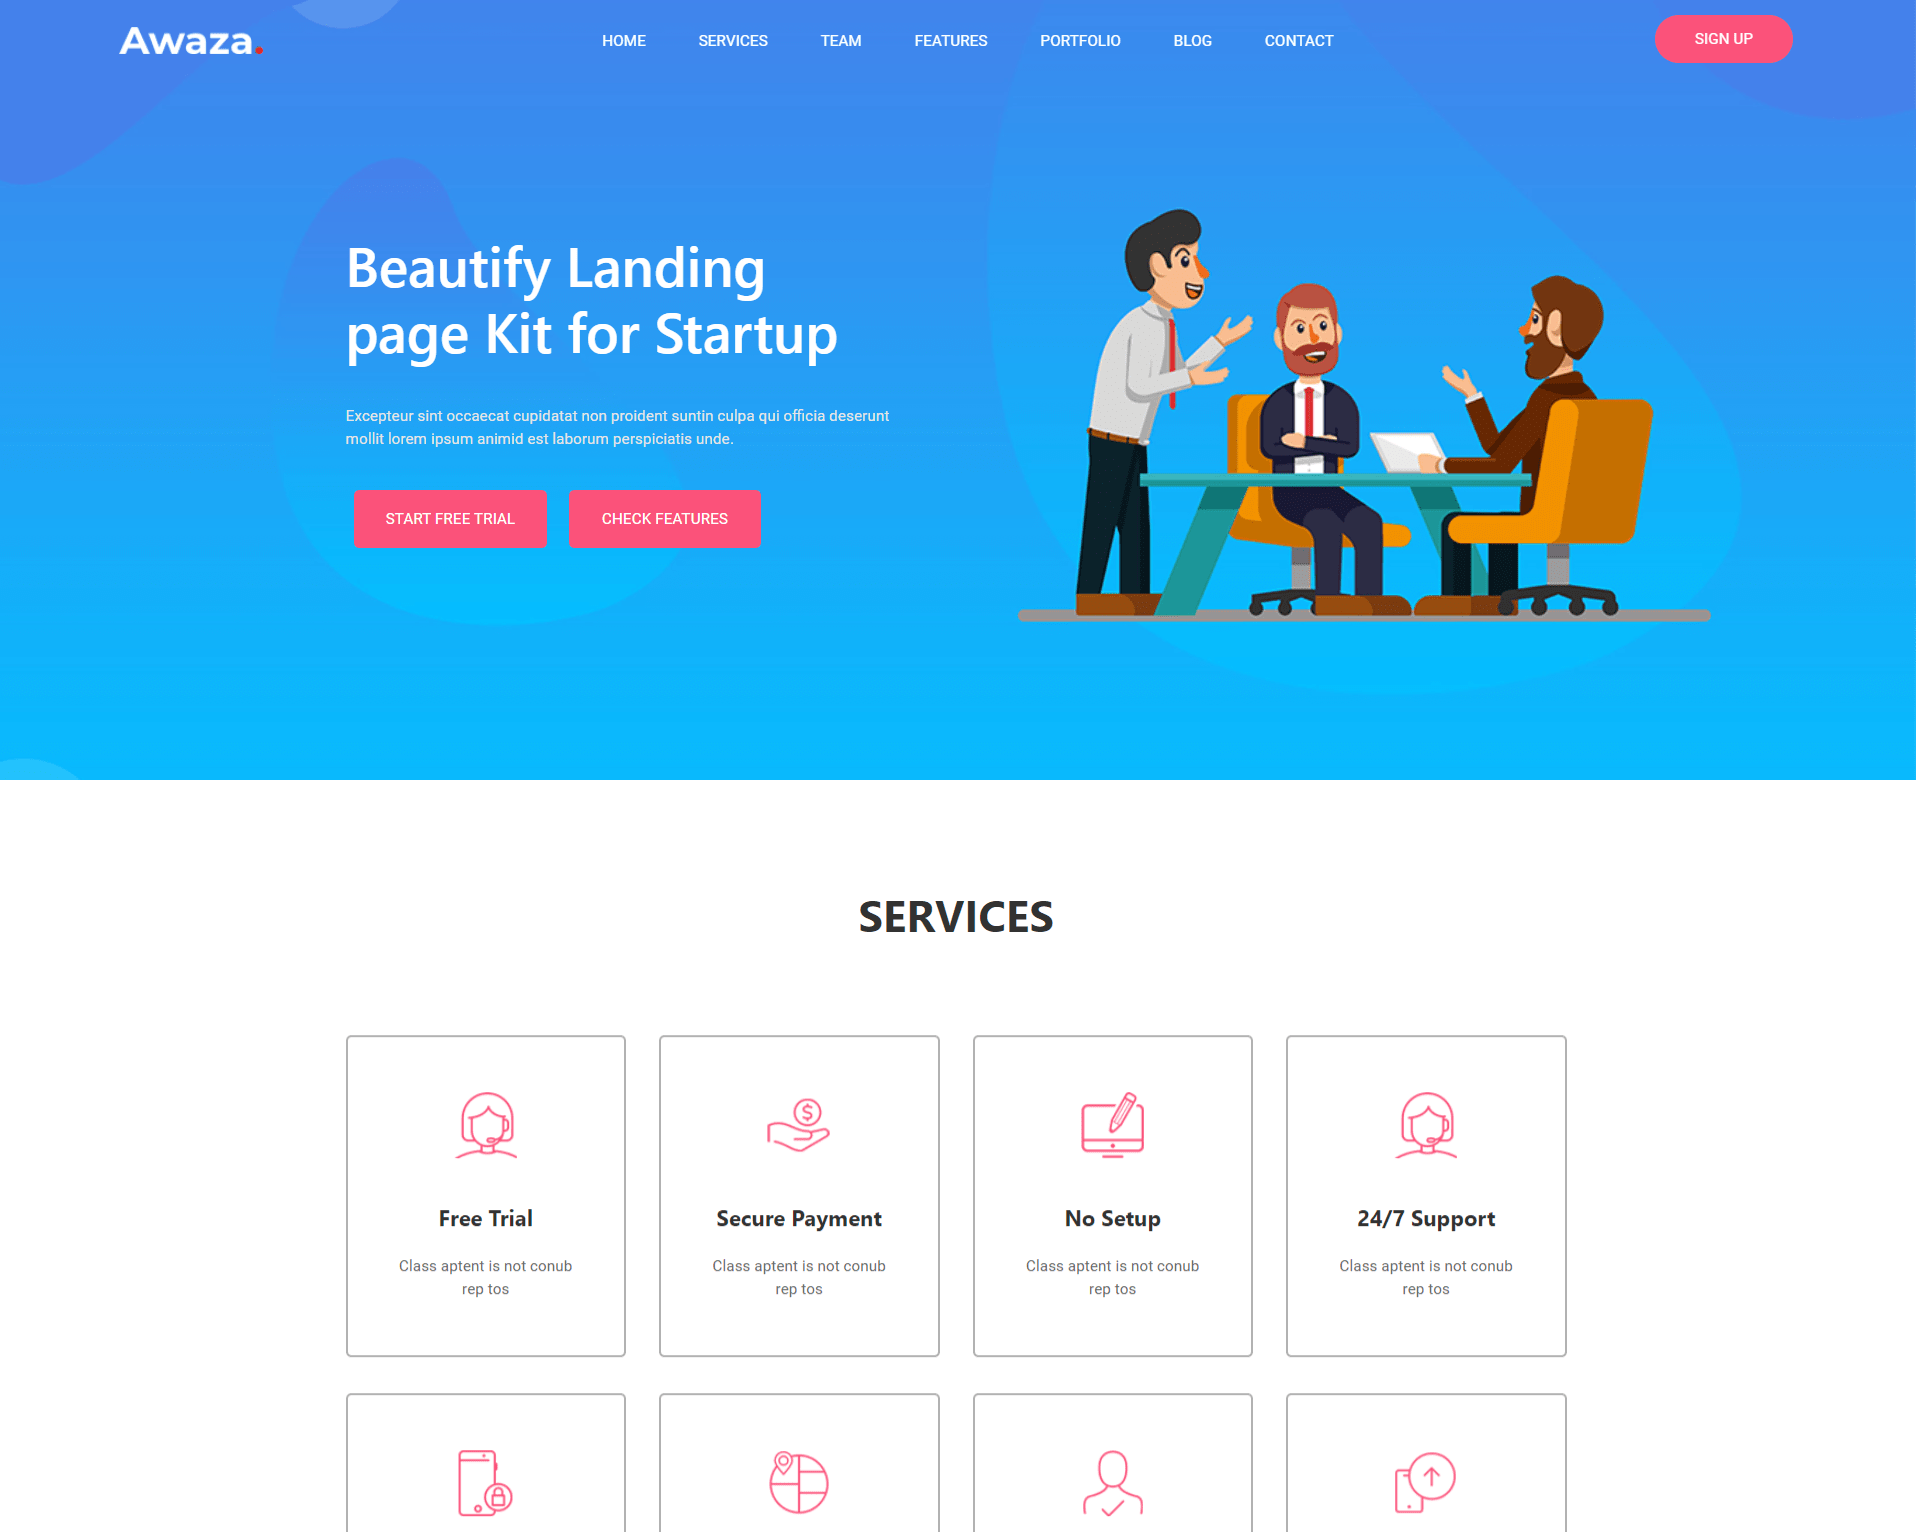 Awaza.
HOME SERVICES TEAM FEATURES PORTFOLIO BLOG CONTACT
SIGN UP
Beautify Landing
page Kit for Startup
Excepteur sint occaecat cupidatat non proident suntin culpa qui officia deserunt
mollit lorem ipsum animid est laborum perspiciatis unde.
START FREE TRIAL
CHECK FEATURES
SERVICES
Free Trial
Class aptent is not conub
rep tos
Secure Payment
Class aptent is not conub
rep tos
No Setup
Class aptent is not conub
rep tos
24/7 Support
Class aptent is not conub
rep tos